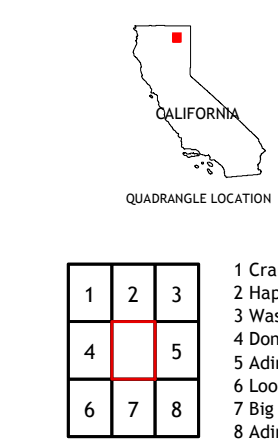 CALIFORNIA
QUADRANGLE LOCATION
1 2 3
4 5
6 7 8
1 Cra
2 Hap
3 Was
4 Don
5 Adi
6 Loo
7 Big
8 Adi